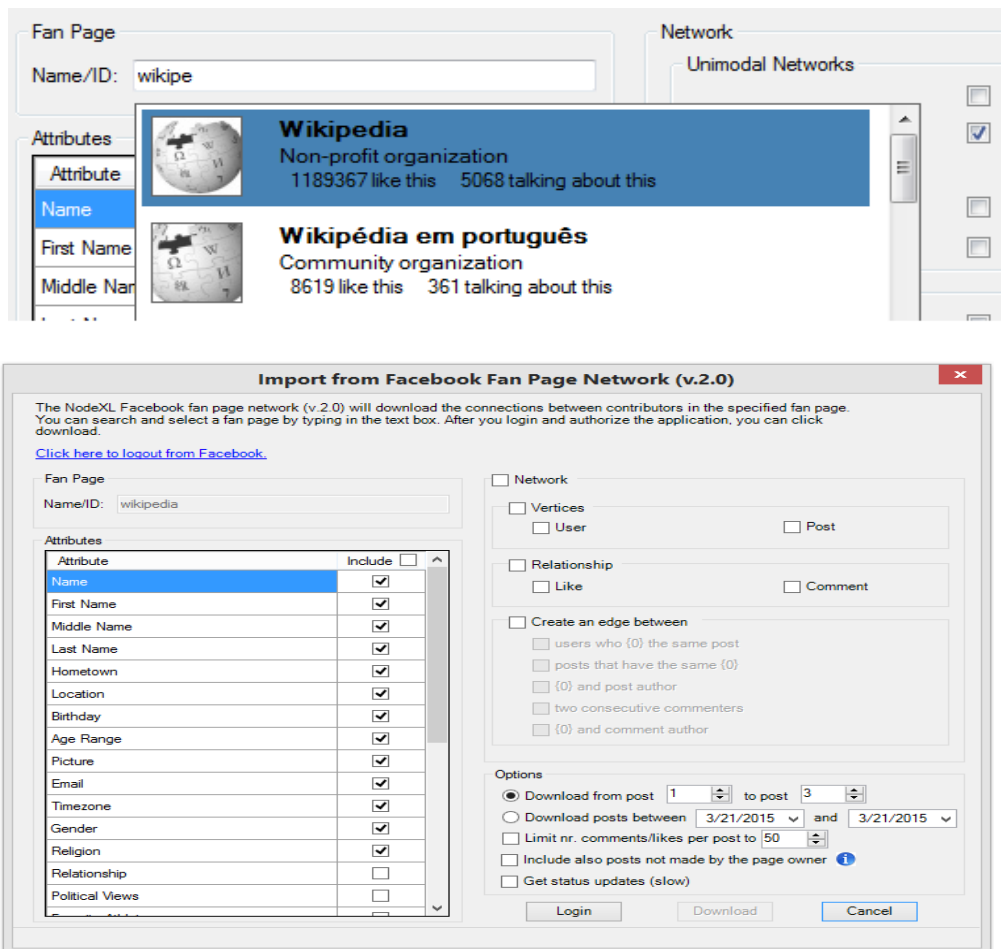 Fan Page
Name/ID: wikipe
Network
Unimodal Networks
Attributes
Attribute
Name
First Name
Middle Nar
Wikipedia
Non-profit organization
1189367 like this 5068 talking about this
Wikipédia em português
Community organization
8619 like this 361 talking about this
Import from Facebook Fan Page Network (v.2.0)
The NodeXL Facebook fan page network (v.2.0) will download the connections between contributors in the specified fan page.
You can search and select a fan page by typing in the text box. After you login and authorize the application, you can click
download.
Click here to logout from Facebook.
Fan Page
Name/ID: wikipedia
Attributes
Attribute Include
Name
First Name
Middle Name
Last Name
Hometown
Location
Birthday
Age Range
Picture
Email
Timezone
Gender
Religion
Relationship
Political Views
Network
Vertices
User Post
Relationship
Like Comment
Create an edge between
users who {0} the same post
posts that have the same {0}
{0} and post author
two consecutive commenters
{0} and comment author
Options
Download from post 1 to post 3
Download posts between 3/21/2015 and 3/21/2015
Limit nr. comments/likes per post to 50
Include also posts not made by the page owner
Get status updates (slow)
Login Download Cancel